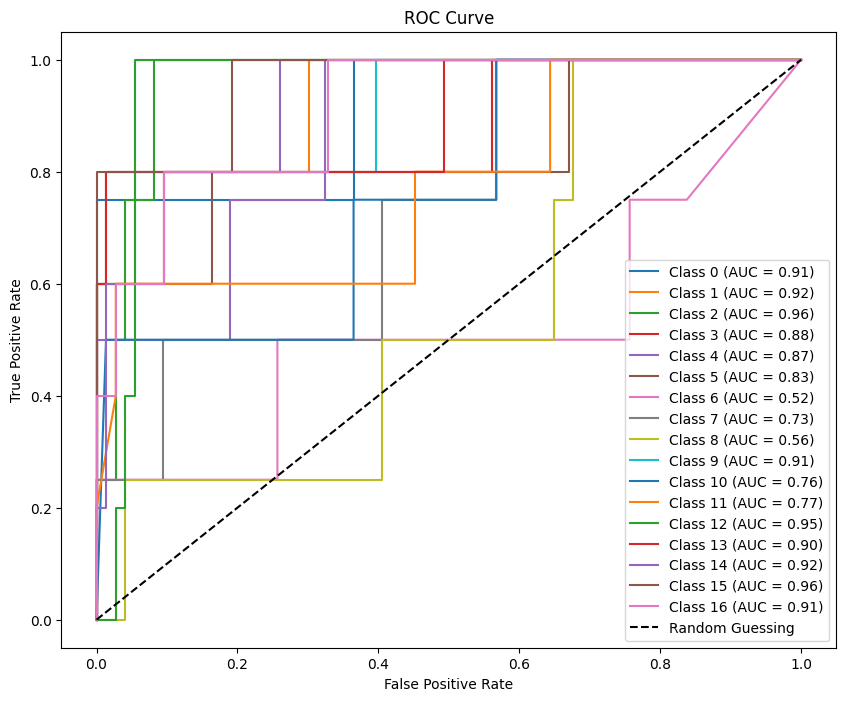 ROC Curve
True Positive Rate
1.0
0.8
0.6
0.4
0.2
0.0
0.0 0.2 0.4 0.6 0.8 1.0
False Positive Rate
Class 0 (AUC = 0.91)
Class 1 (AUC = 0.92)
Class 2 (AUC = 0.96)
Class 3 (AUC = 0.88)
Class 4 (AUC = 0.87)
Class 5 (AUC = 0.83)
Class 6 (AUC = 0.52)
Class 7 (AUC = 0.73)
Class 8 (AUC = 0.56)
Class 9 (AUC = 0.91)
Class 10 (AUC = 0.76)
Class 11 (AUC = 0.77)
Class 12 (AUC = 0.95)
Class 13 (AUC = 0.90)
Class 14 (AUC = 0.92)
Class 15 (AUC = 0.96)
Class 16 (AUC = 0.91)
Random Guessing